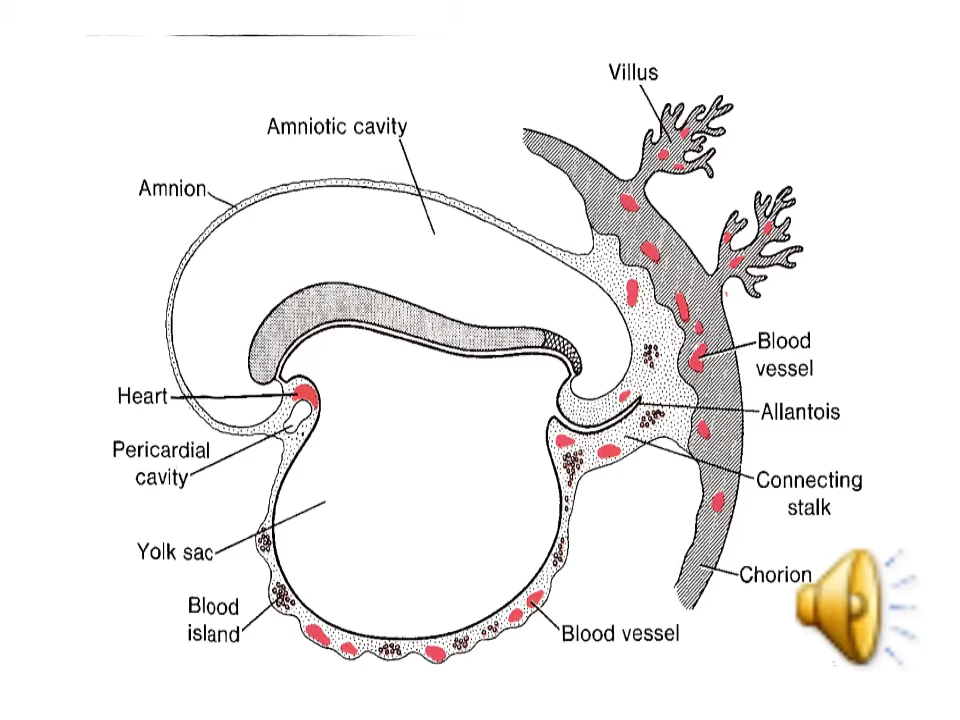 Villus
Amniotic cavity
Amnion
Blood
vessel
Heart
Allantois
Pericardial
cavity
Connecting
stalk
Yolk sac
Chorion
Blood
island
Blood vessel